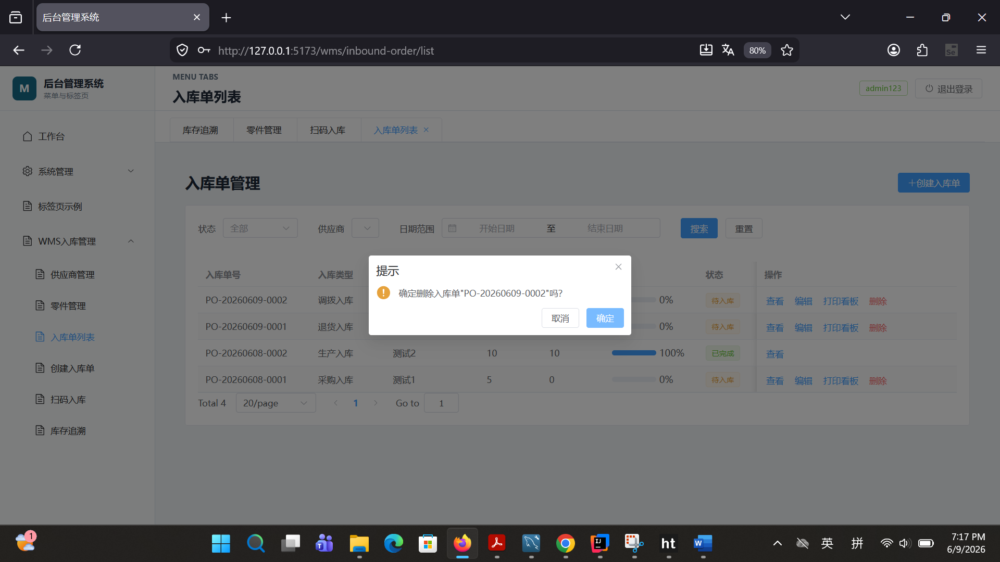 后台管理系统
http://127.0.0.1:5173/wms/inbound-order/list
80%
Se
M
后台管理系统
菜单与标签页
MENU TABS
入库单列表
admin123
退出登录
库存追溯
零件管理
扫码入库
入库单列表
工作台
系统管理
标签页示例
WMS入库管理
供应商管理
零件管理
入库单列表
创建入库单
扫码入库
库存追溯
入库单管理
+创建入库单
状态 全部 供应商 日期范围 开始日期 至 结束日期 搜索 重置
入库单号 入库类型 状态 操作
PO-20260609-0002 调拨入库 0% 待入库 查看 编辑 打印看板 删除
PO-20260609-0001 退货入库 0% 待入库 查看 编辑 打印看板 删除
PO-20260608-0002 生产入库 测试2 10 10 100% 已完成 查看
PO-20260608-0001 采购入库 测试1 5 0 0% 待入库 查看 编辑 打印看板 删除
Total 4 20/page 1 Go to 1
提示
确定删除入库单"PO-20260609-0002"吗?
取消 确定
1
T
IJ
ht
W
英
拼
7:17 PM
6/9/2026